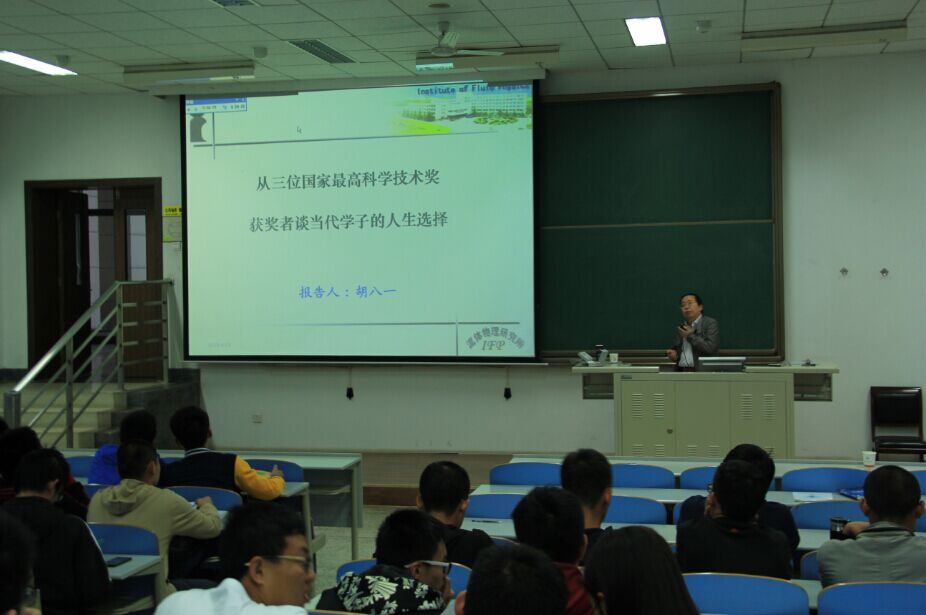 Institute of Fluid Physics
从三位国家最高科学技术奖
获奖者谈当代学子的人生选择
报告人：胡八一
流体物理研究所
IFP